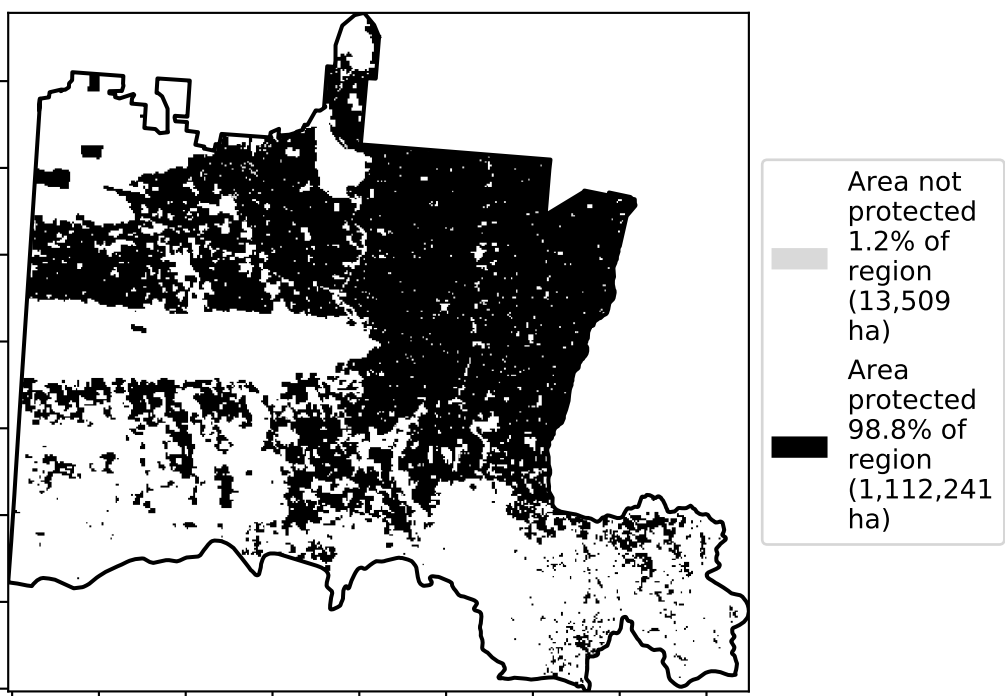 Area not
protected
1.2% of
region
(13,509
ha)
Area
protected
98.8% of
region
(1,112,241
ha)